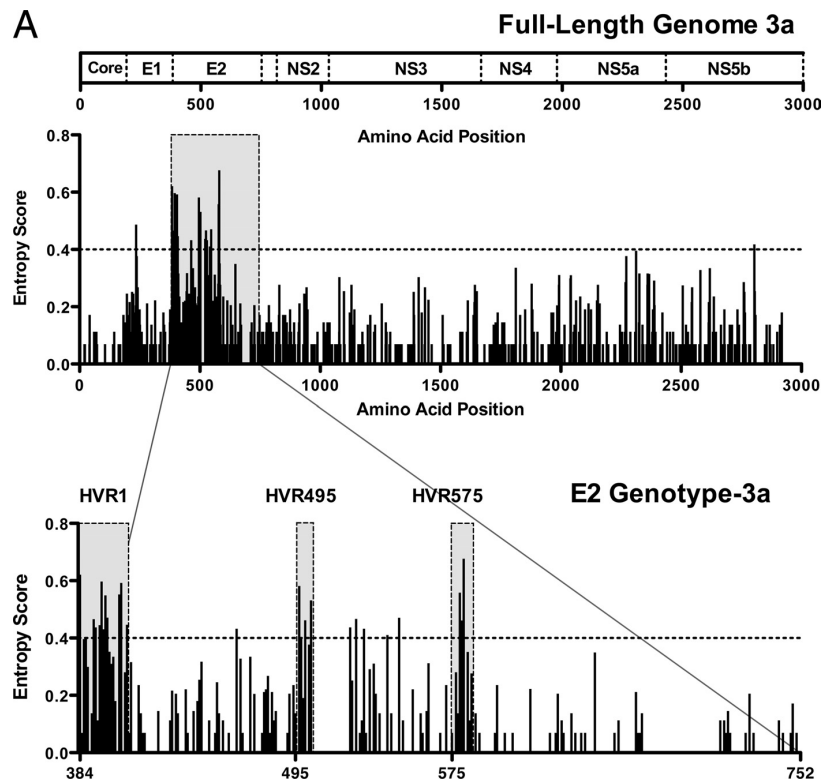 A
Full-Length Genome 3a
Core E1 E2 NS2 NS3 NS4 NS5a NS5b
0 500 1000 1500 2000 2500 3000
Amino Acid Position
0.8
0.6
0.4
0.2
0.0
Entropy Score
0 500 1000 1500 2000 2500 3000
Amino Acid Position
HVR1 HVR495 HVR575 E2 Genotype-3a
0.8
0.6
0.4
0.2
0.0
Entropy Score
384 495 575 752